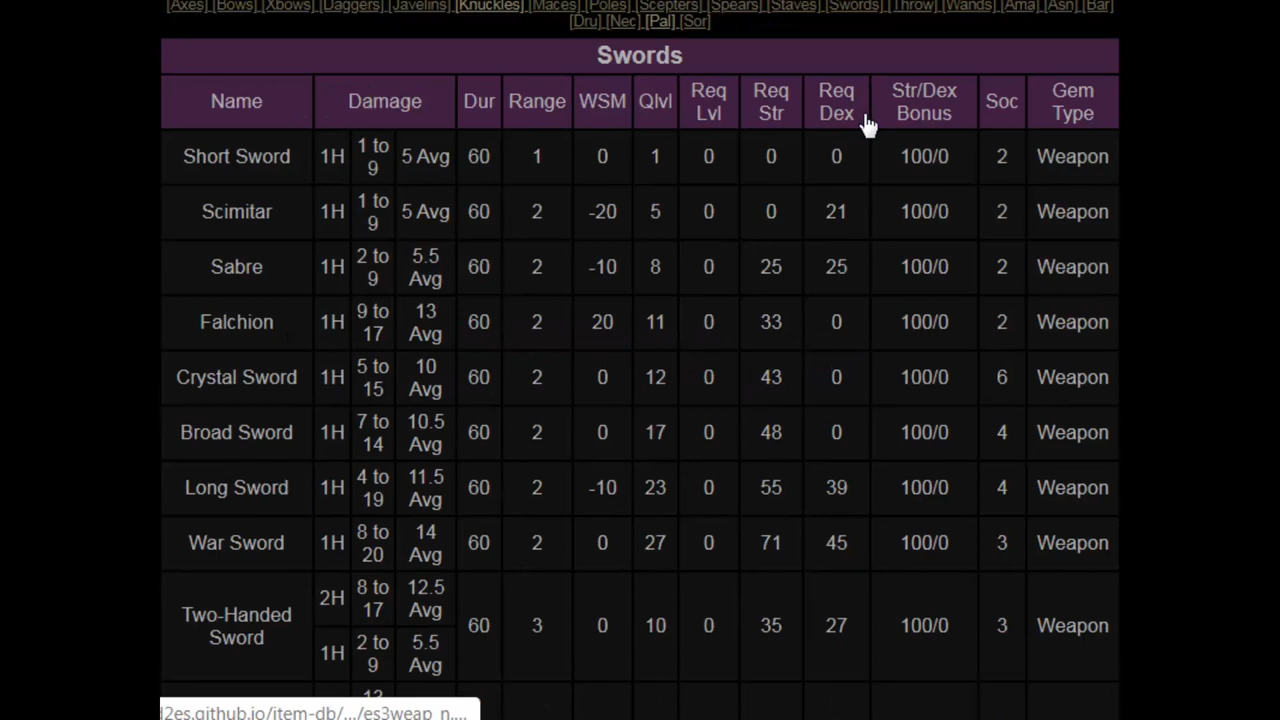 [Axes] [Bows] [Xbows] [Daggers] [Javelins] [Knuckles] [Maces] [Poles] [Scepters] [Spears] [Staves] [Swords] [Throw] [Wands] [Ama] [Asn] [Bar]
[Dru] [Nec] [Pal] [Sor]
Swords
Name Damage Dur Range WSM Qlvl Req Lvl Req Str Req Dex Str/Dex Bonus Soc Gem Type
Short Sword 1H 1 to 9 5 Avg 60 1 0 1 0 0 0 100/0 2 Weapon
Scimitar 1H 1 to 9 5 Avg 60 2 -20 5 0 0 21 100/0 2 Weapon
Sabre 1H 2 to 9 5.5 Avg 60 2 -10 8 0 25 25 100/0 2 Weapon
Falchion 1H 9 to 17 13 Avg 60 2 20 11 0 33 0 100/0 2 Weapon
Crystal Sword 1H 5 to 15 10 Avg 60 2 0 12 0 43 0 100/0 6 Weapon
Broad Sword 1H 7 to 14 10.5 Avg 60 2 0 17 0 48 0 100/0 4 Weapon
Long Sword 1H 4 to 19 11.5 Avg 60 2 -10 23 0 55 39 100/0 4 Weapon
War Sword 1H 8 to 20 14 Avg 60 2 0 27 0 71 45 100/0 3 Weapon
Two-Handed Sword 2H 8 to 17 12.5 Avg 60 3 0 10 0 35 27 100/0 3 Weapon
1H 2 to 9 5.5 Avg
2es.github.io/item-db/.../es3weap_n....